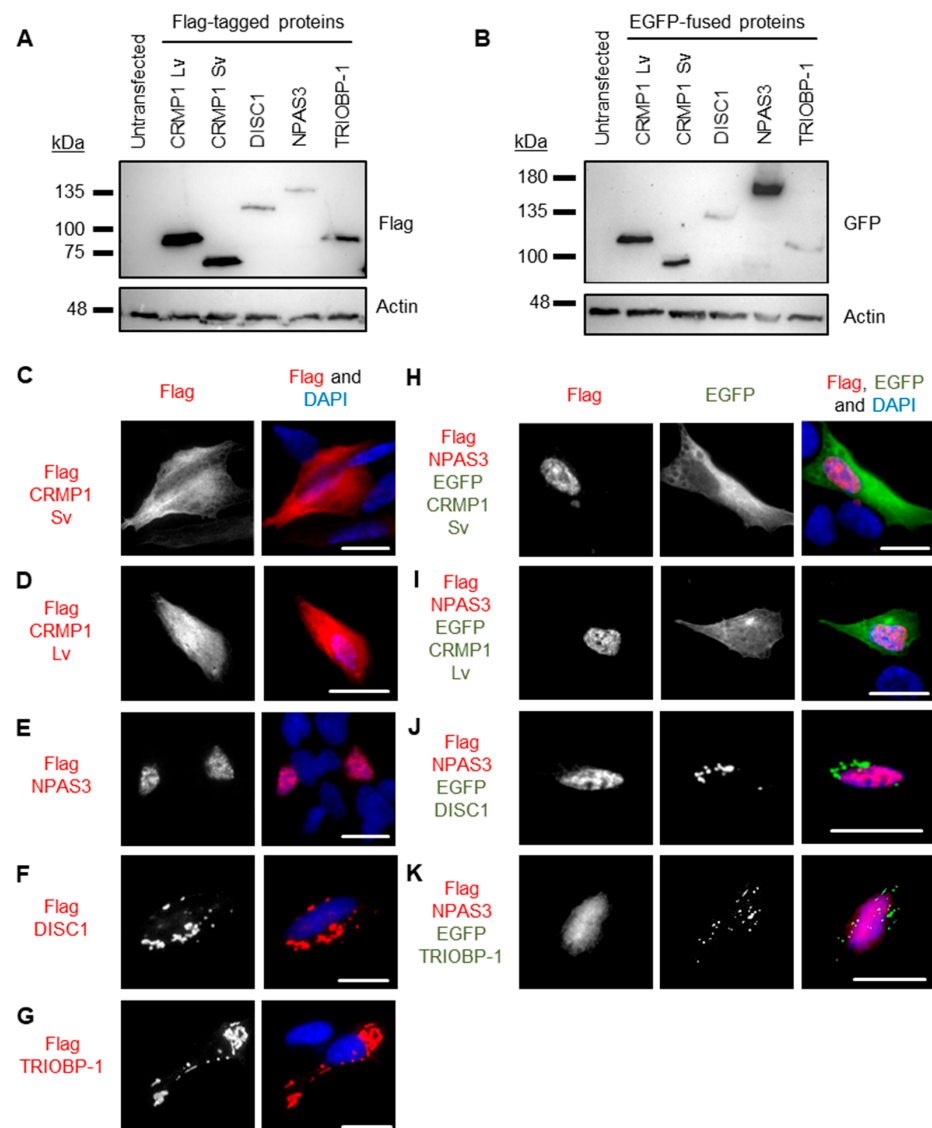 A
Flag-tagged proteins
Untransfected
CRMP1 Lv
CRMP1 Sv
DISC1
NPAS3
TRIOBP-1
kDa
135
100
75
Flag
48
Actin
B
EGFP-fused proteins
Untransfected
CRMP1 Lv
CRMP1 Sv
DISC1
NPAS3
TRIOBP-1
kDa
180
135
100
GFP
48
Actin
C
Flag
Flag and
DAPI
Flag
CRMP1
Sv
D
Flag
CRMP1
Lv
E
Flag
NPAS3
F
Flag
DISC1
G
Flag
TRIOBP-1
H
Flag
EGFP
Flag, EGFP
and DAPI
Flag
NPAS3
EGFP
CRMP1
Sv
I
Flag
NPAS3
EGFP
CRMP1
Lv
J
Flag
NPAS3
EGFP
DISC1
K
Flag
NPAS3
EGFP
TRIOBP-1